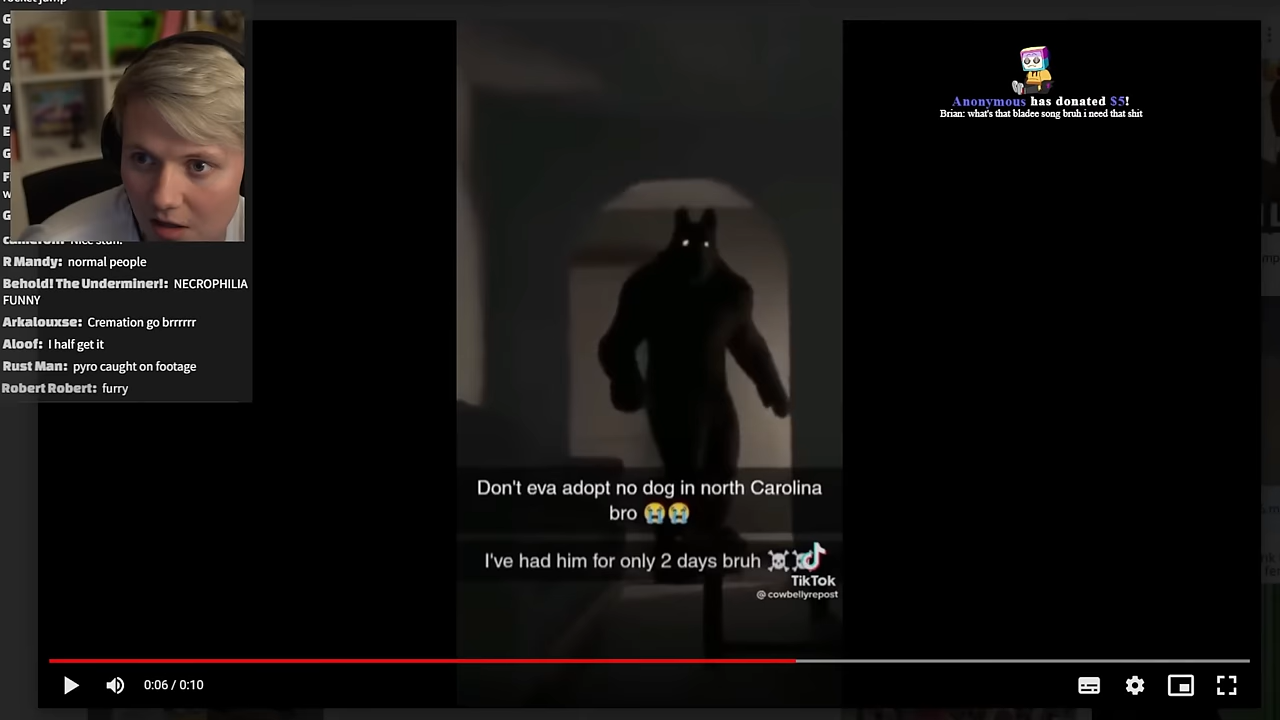 rocket jump
G
S
C
A
Y
E
G
F
w
G
Cameron: Nice stuff.
R Mandy: normal people
Behold! The Underminer!: NECROPHILIA
FUNNY
Arkalouxse: Cremation go brrrrrr
Aloof: I half get it
Rust Man: pyro caught on footage
Robert Robert: furry
Anonymous has donated $5!
Brian: what's that bladee song bruh i need that shit
Don't eva adopt no dog in north Carolina
bro 😭😭
I've had him for only 2 days bruh ☠️☠️
TikTok
@cowbellyrepost
0:06 / 0:10